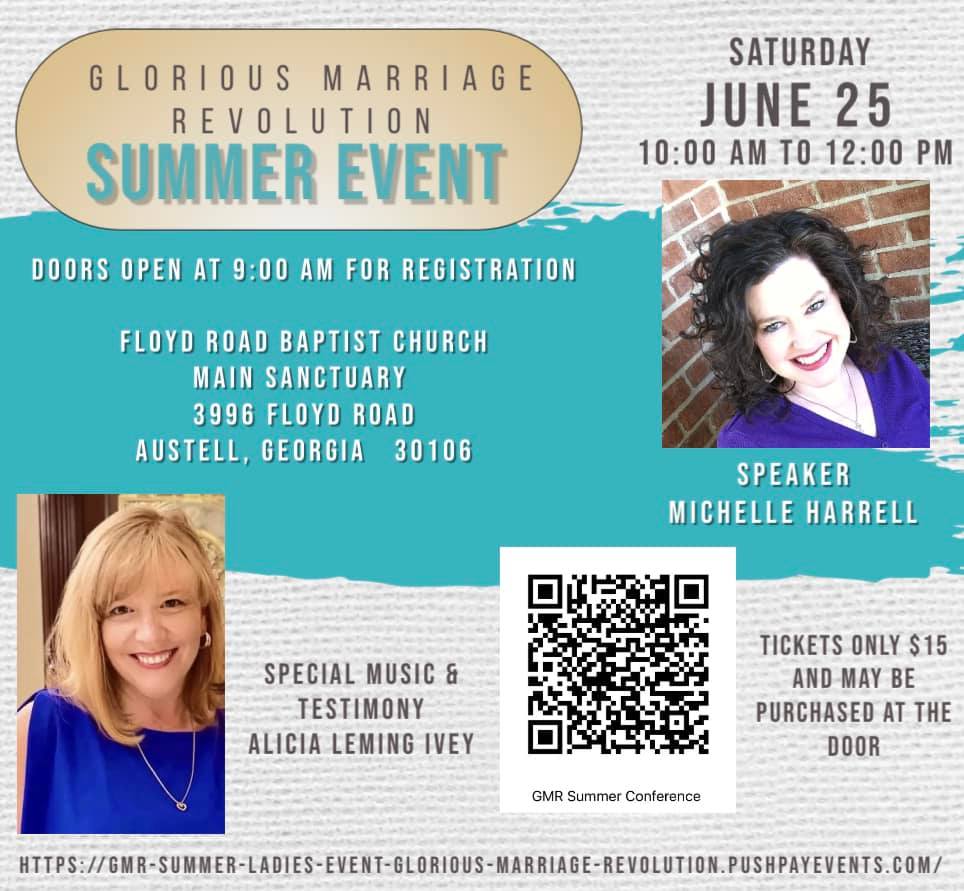 GLORIOUS MARRIAGE
REVOLUTION
SUMMER EVENT
SATURDAY
JUNE 25
10:00 AM TO 12:00 PM
DOORS OPEN AT 9:00 AM FOR REGISTRATION
FLOYD ROAD BAPTIST CHURCH
MAIN SANCTUARY
3996 FLOYD ROAD
AUSTELL, GEORGIA 30106
SPEAKER
MICHELLE HARRELL
SPECIAL MUSIC &
TESTIMONY
ALICIA LEMING IVEY
GMR Summer Conference
TICKETS ONLY $15
AND MAY BE
PURCHASED AT THE
DOOR
HTTPS://GMR-SUMMER-LADIES-EVENT-GLORIOUS-MARRIAGE-REVOLUTION.PUSHPAYEVENTS.COM/